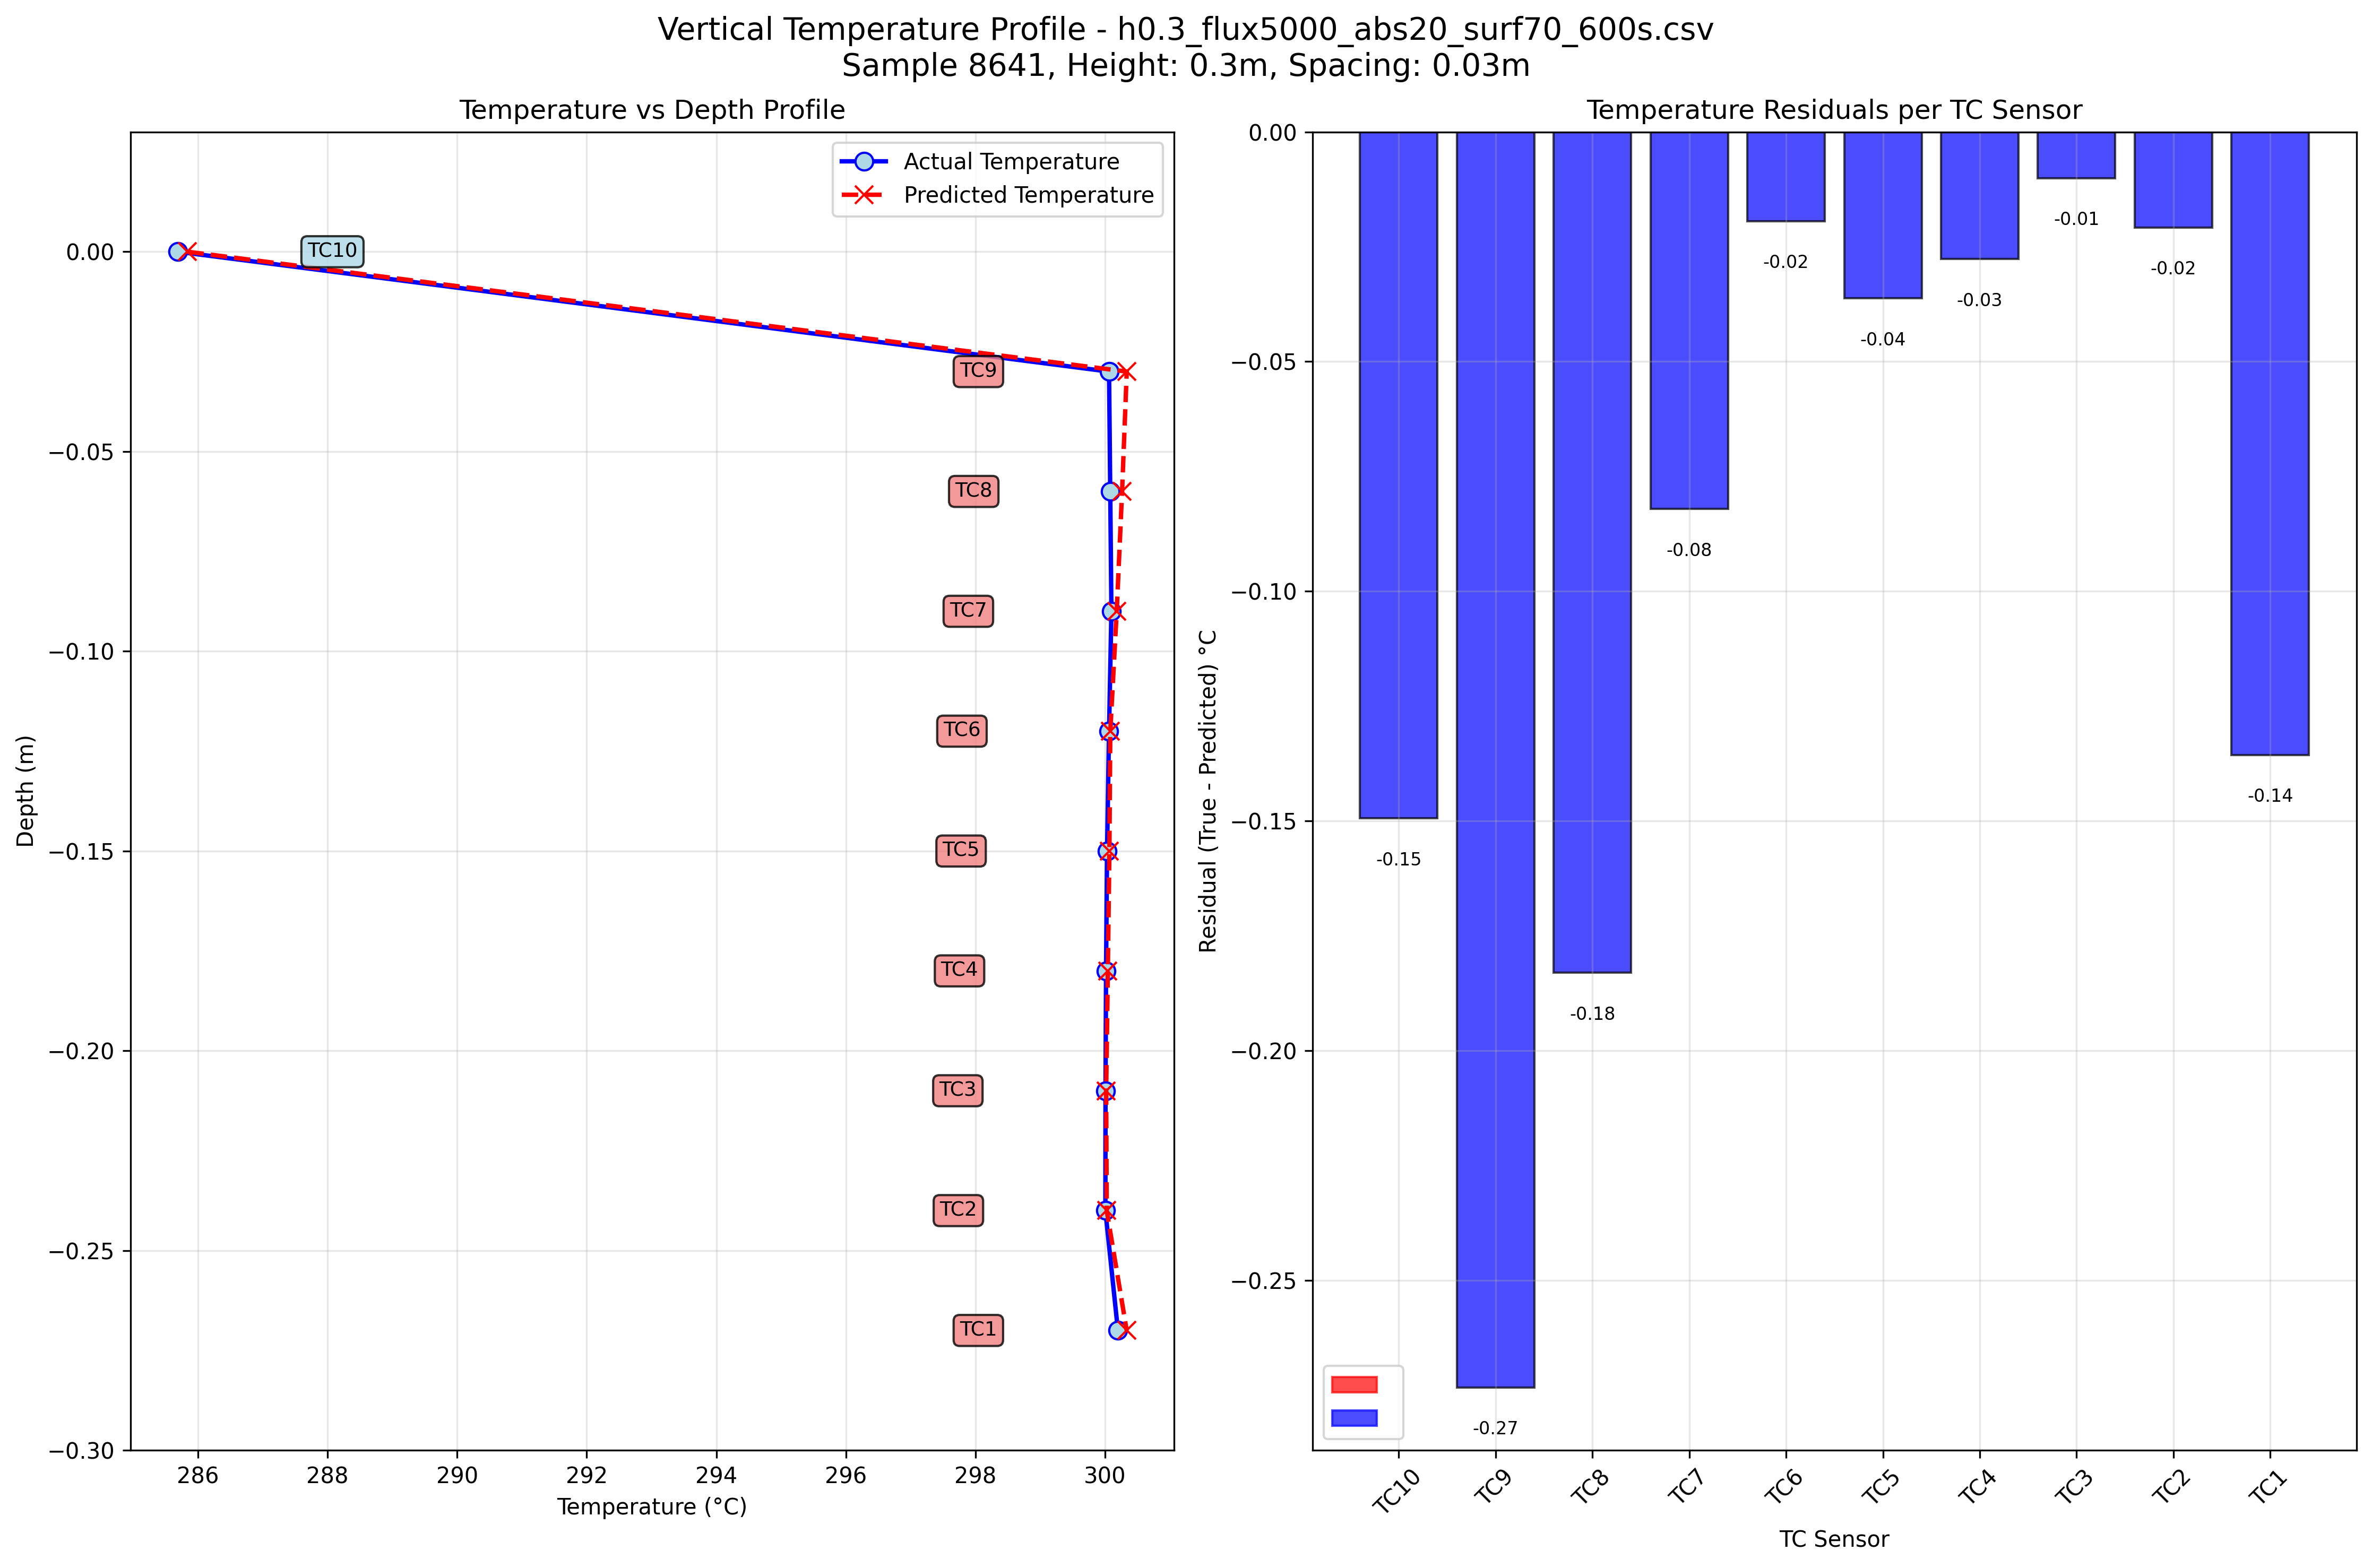 Vertical Temperature Profile - h0.3_flux5000_abs20_surf70_600s.csv
Sample 8641, Height: 0.3m, Spacing: 0.03m
Temperature vs Depth Profile
Actual Temperature
Predicted Temperature
TC10
TC9
TC8
TC7
TC6
TC5
TC4
TC3
TC2
TC1
0.00
−0.05
−0.10
−0.15
−0.20
−0.25
−0.30
Depth (m)
286 288 290 292 294 296 298 300
Temperature (°C)
Temperature Residuals per TC Sensor
0.00
−0.05
−0.10
−0.15
−0.20
−0.25
Residual (True - Predicted) °C
-0.15
-0.27
-0.18
-0.08
-0.02
-0.04
-0.03
-0.01
-0.02
-0.14
TC10 TC9 TC8 TC7 TC6 TC5 TC4 TC3 TC2 TC1
TC Sensor